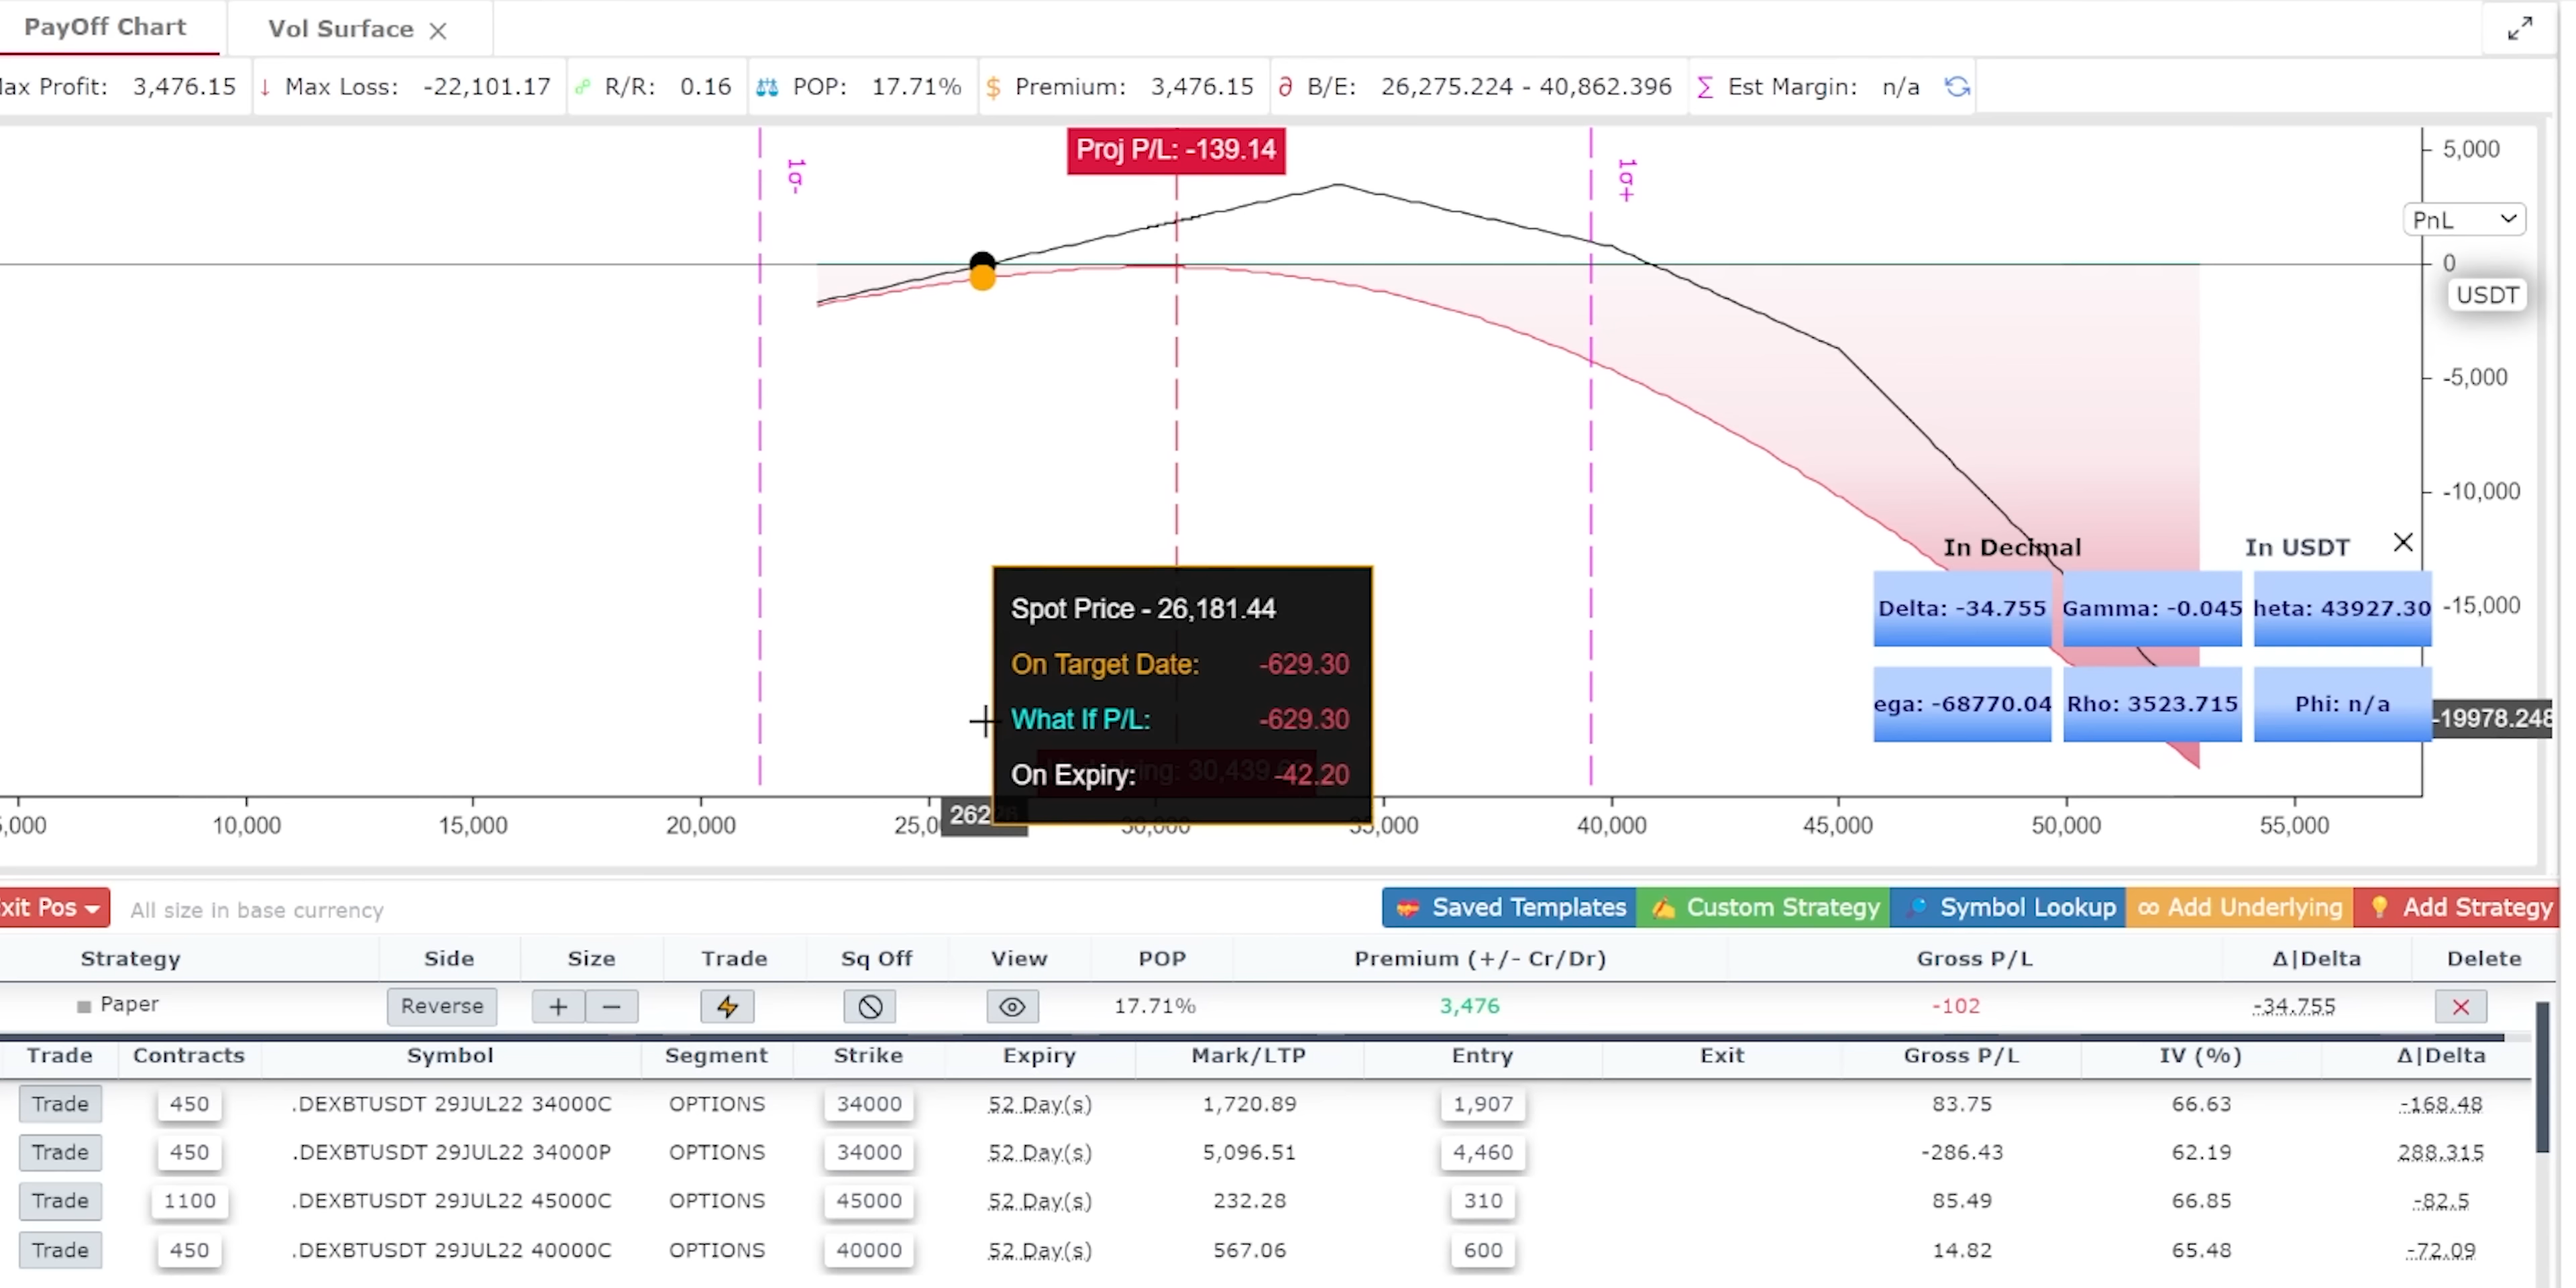 PayOff Chart Vol Surface
ax Profit: 3,476.15 Max Loss: -22,101.17 R/R: 0.16 POP: 17.71% Premium: 3,476.15 B/E: 26,275.224 - 40,862.396 Est Margin: n/a
Proj P/L: -139.14
1σ-
1σ+
5,000
PnL
0
USDT
-5,000
-10,000
-15,000
-19978.248
In Decimal In USDT
Delta: -34.755 Gamma: -0.045 heta: 43927.30
ega: -68770.04 Rho: 3523.715 Phi: n/a
Spot Price - 26,181.44
On Target Date: -629.30
What If P/L: -629.30
On Expiry: -42.20
,000 10,000 15,000 20,000 25,0 30,000 35,000 40,000 45,000 50,000 55,000
xit Pos All size in base currency Saved Templates Custom Strategy Symbol Lookup Add Underlying Add Strategy
Strategy Side Size Trade Sq Off View POP Premium (+/- Cr/Dr) Gross P/L Δ|Delta Delete
Paper Reverse + − 17.71% 3,476 -102 -34.755
Trade Contracts Symbol Segment Strike Expiry Mark/LTP Entry Exit Gross P/L IV (%) Δ|Delta
Trade 450 .DEXBTUSDT 29JUL22 34000C OPTIONS 34000 52 Day(s) 1,720.89 1,907 83.75 66.63 -168.48
Trade 450 .DEXBTUSDT 29JUL22 34000P OPTIONS 34000 52 Day(s) 5,096.51 4,460 -286.43 62.19 288.315
Trade 1100 .DEXBTUSDT 29JUL22 45000C OPTIONS 45000 52 Day(s) 232.28 310 85.49 66.85 -82.5
Trade 450 .DEXBTUSDT 29JUL22 40000C OPTIONS 40000 52 Day(s) 567.06 600 14.82 65.48 -72.09